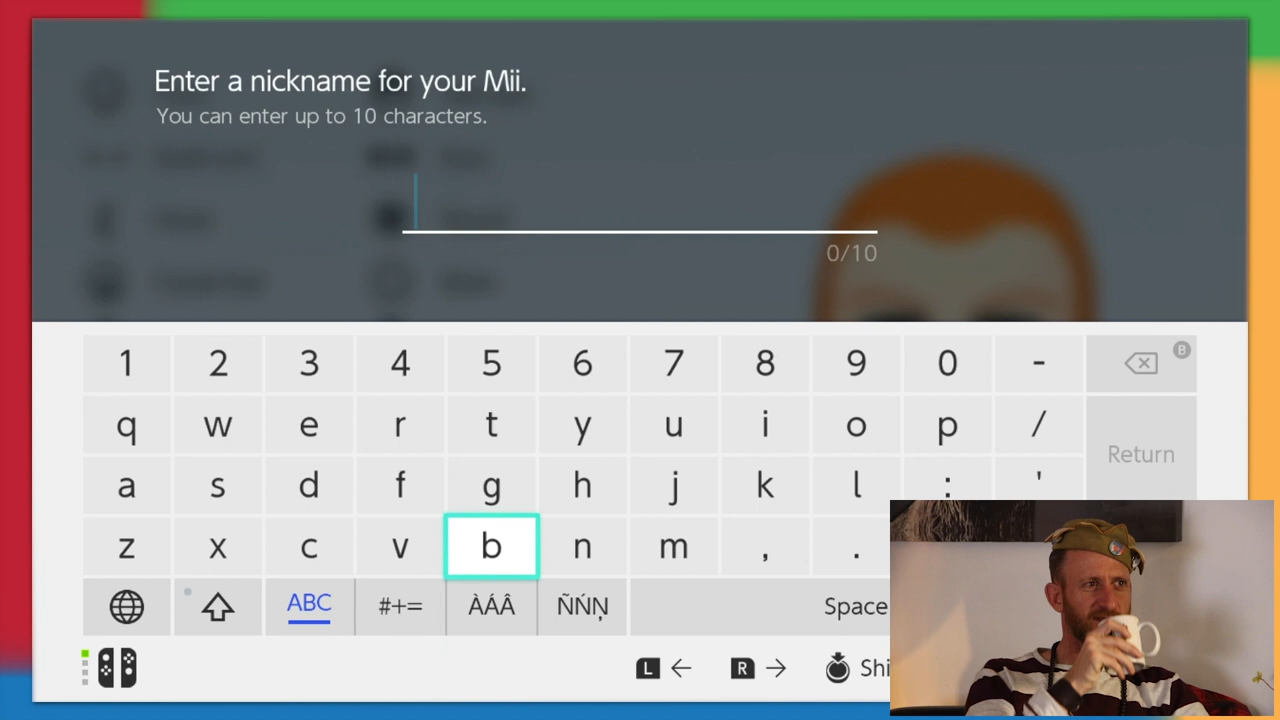 Enter a nickname for your Mii.
You can enter up to 10 characters.
0/10
1 2 3 4 5 6 7 8 9 0 -
B
q w e r t y u i o p /
Return
a s d f g h j k l : '
z x c v b n m , .
ABC #+= ÀÁÂ ÑŃŅ Space
L ← R → Shi